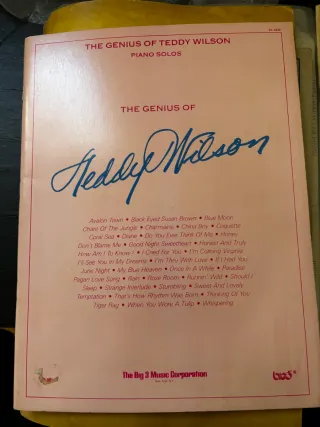 THE GENIUS OF TEDDY WILSON
PIANO SOLOS
THE GENIUS OF
Teddy Wilson
Avalon Town • Black Eyed Susan Brown • Blue Moon
Chant Of The Jungle • Charmaine • China Boy • Coquette
Coral Sea • Diane • Do You Ever Think Of Me • Honey
Don't Blame Me • Good Night Sweetheart • Honest And Truly
How Am I To Know • I Cried For You • I'm Coming Virginia
I'll See You In My Dreams • I'm Thru With Love • If I Had You
June Night • My Blue Heaven • Once In A While • Paradise
Pagan Love Song • Rain • Rose Room • Runnin' Wild • Should I
Sleep • Strange Interlude • Stumbling • Sweet And Lovely
Temptation • That's How Rhythm Was Born • Thinking Of You
Tiger Rag • When You Wore A Tulip • Whispering
The Big 3 Music Corporation
big3